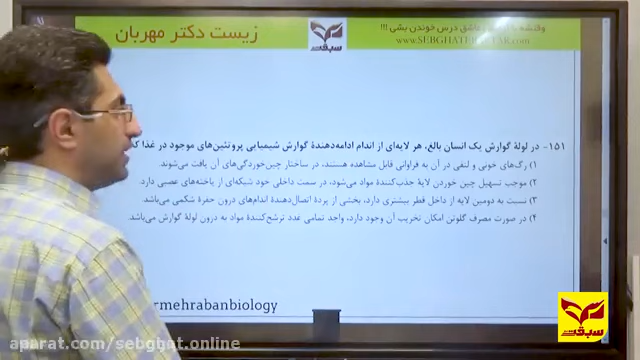 وقتشه عاشق درس خوندن بشی !!!
زیست دکتر مهربان
سبقت
www.SEBGHATE
.com
۱۵۱- در لولهٔ گوارش یک انسان بالغ، هر لایه‌ای از اندام ادامه‌دهندهٔ گوارش شیمیایی پروتئین‌های موجود در غذا که
۱) رگ‌های خونی و لنفی در آن به فراوانی قابل مشاهده هستند، در ساختار چین‌خوردگی‌های آن یافت می‌شوند.
۲) موجب تسهیل چین خوردن لایهٔ جذب‌کنندهٔ مواد می‌شود، در سمت داخلی خود شبکه‌ای از یاخته‌های عصبی دارد.
۳) نسبت به دومین لایه از داخل قطر بیشتری دارد، بخشی از پردهٔ اتصال‌دهندهٔ اندام‌های درون حفرهٔ شکمی می‌باشد.
۴) در صورت مصرف گلوتن امکان تخریب آن وجود دارد، واجد تمامی غدد ترشح‌کنندهٔ مواد به درون لولهٔ گوارش می‌باشد.
rmehrabanbiology
سبقت
aparat.com/sebghat.online